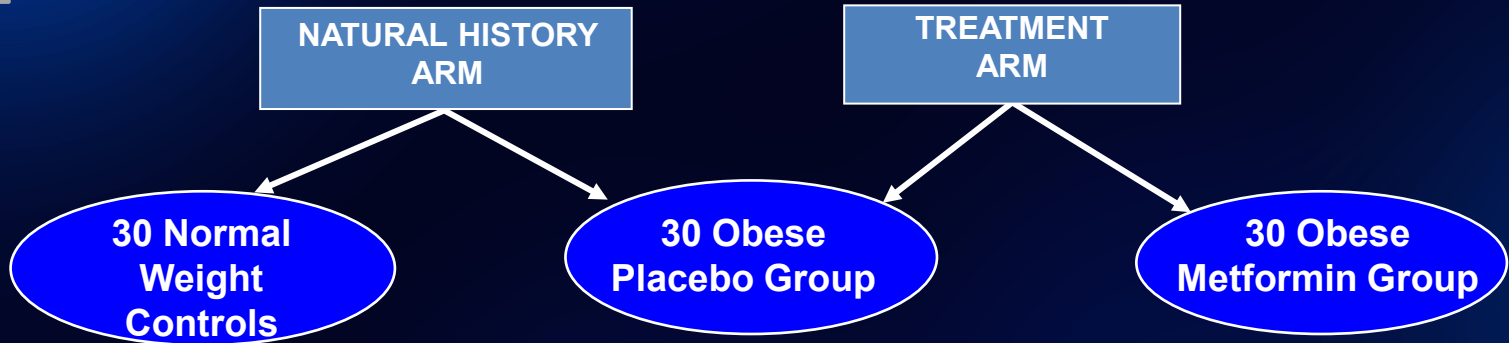 NATURAL HISTORY
ARM
TREATMENT
ARM
30 Normal
Weight
Controls
30 Obese
Placebo Group
30 Obese
Metformin Group